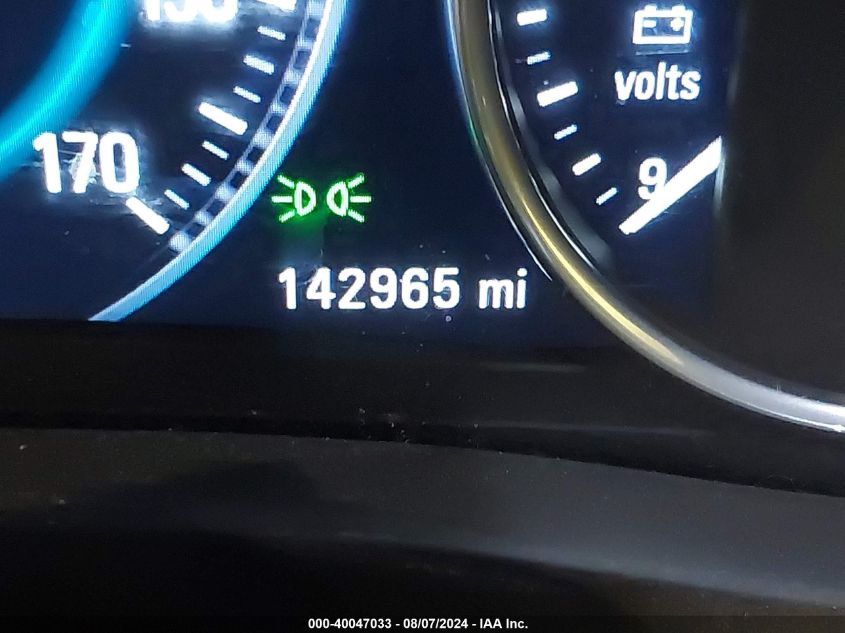 volts
170
9
142965 mi
000-40047033 - 08/07/2024 - IAA Inc.